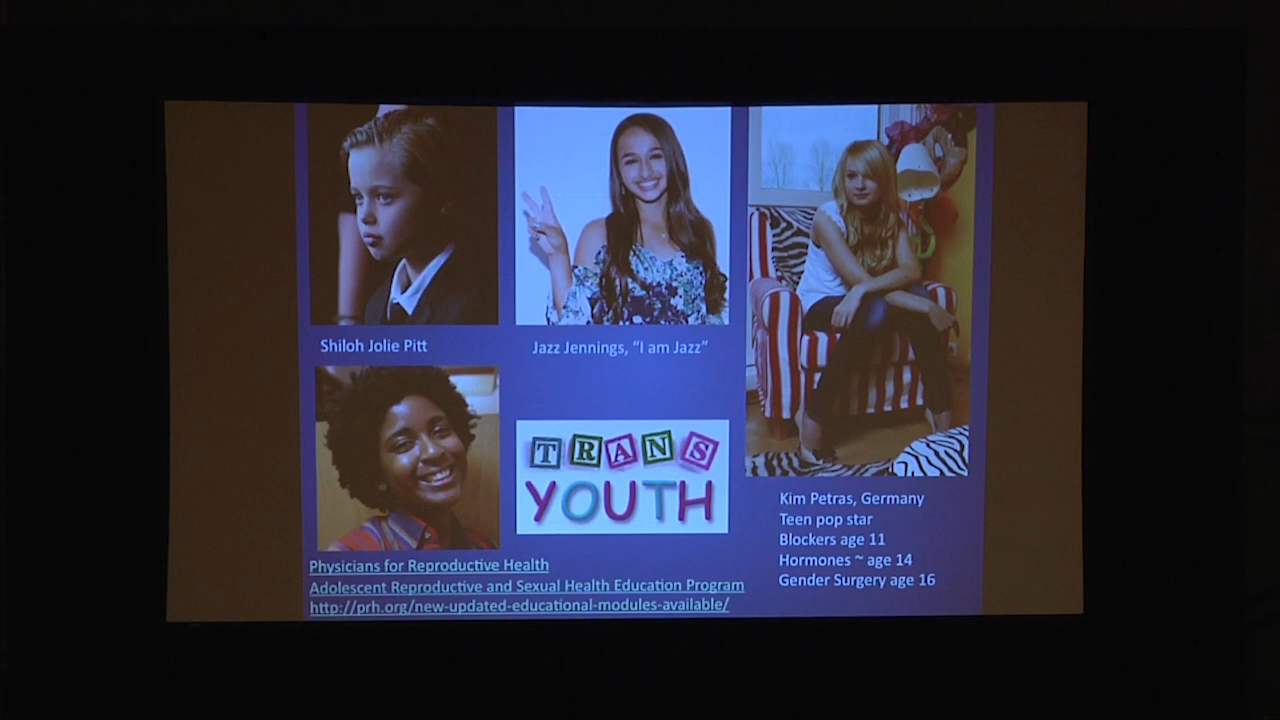 Shiloh Jolie Pitt
Jazz Jennings, “I am Jazz”
TRANS
YOUTH
Kim Petras, Germany
Teen pop star
Blockers age 11
Hormones ~ age 14
Gender Surgery age 16
Physicians for Reproductive Health
Adolescent Reproductive and Sexual Health Education Program
http://prh.org/new-updated-educational-modules-available/